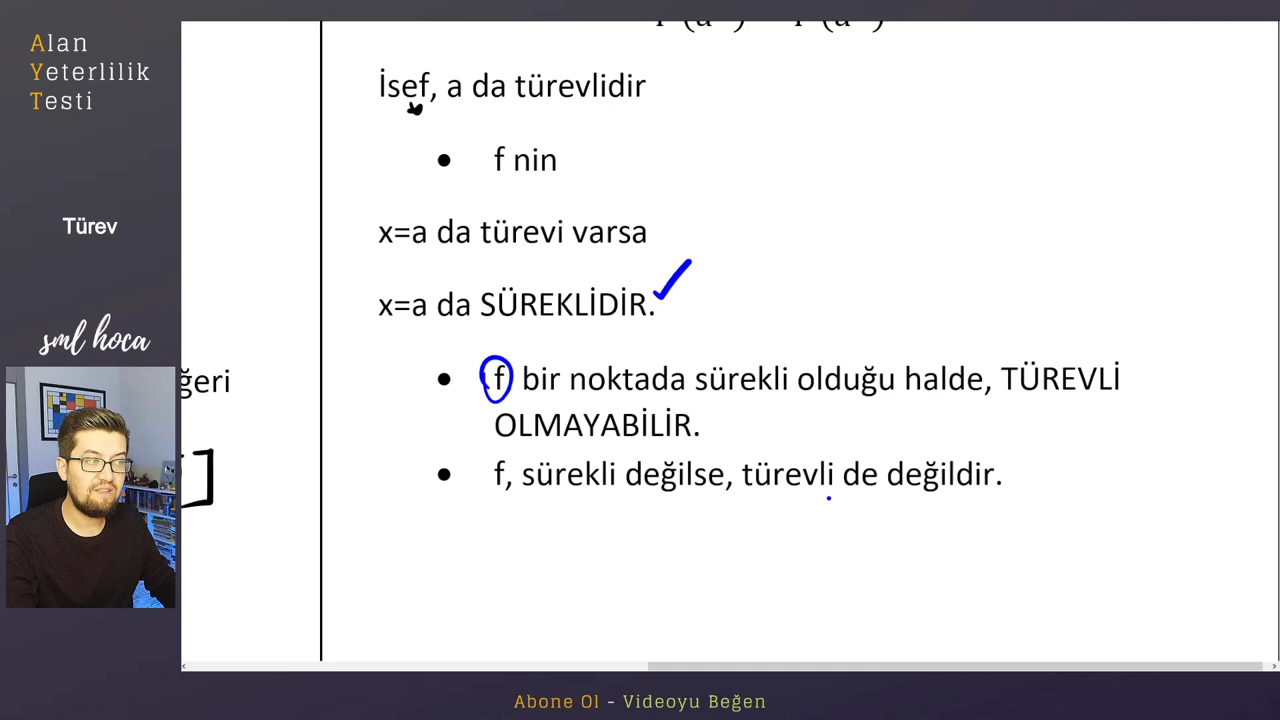 Alan
Yeterlilik
Testi
Türev
sml hoca
ğeri
İsef, a da türevlidir
• f nin
x=a da türevi varsa
x=a da SÜREKLİDİR.
• f bir noktada sürekli olduğu halde, TÜREVLİ
OLMAYABİLİR.
• f, sürekli değilse, türevli de değildir.
Abone Ol - Videoyu Beğen